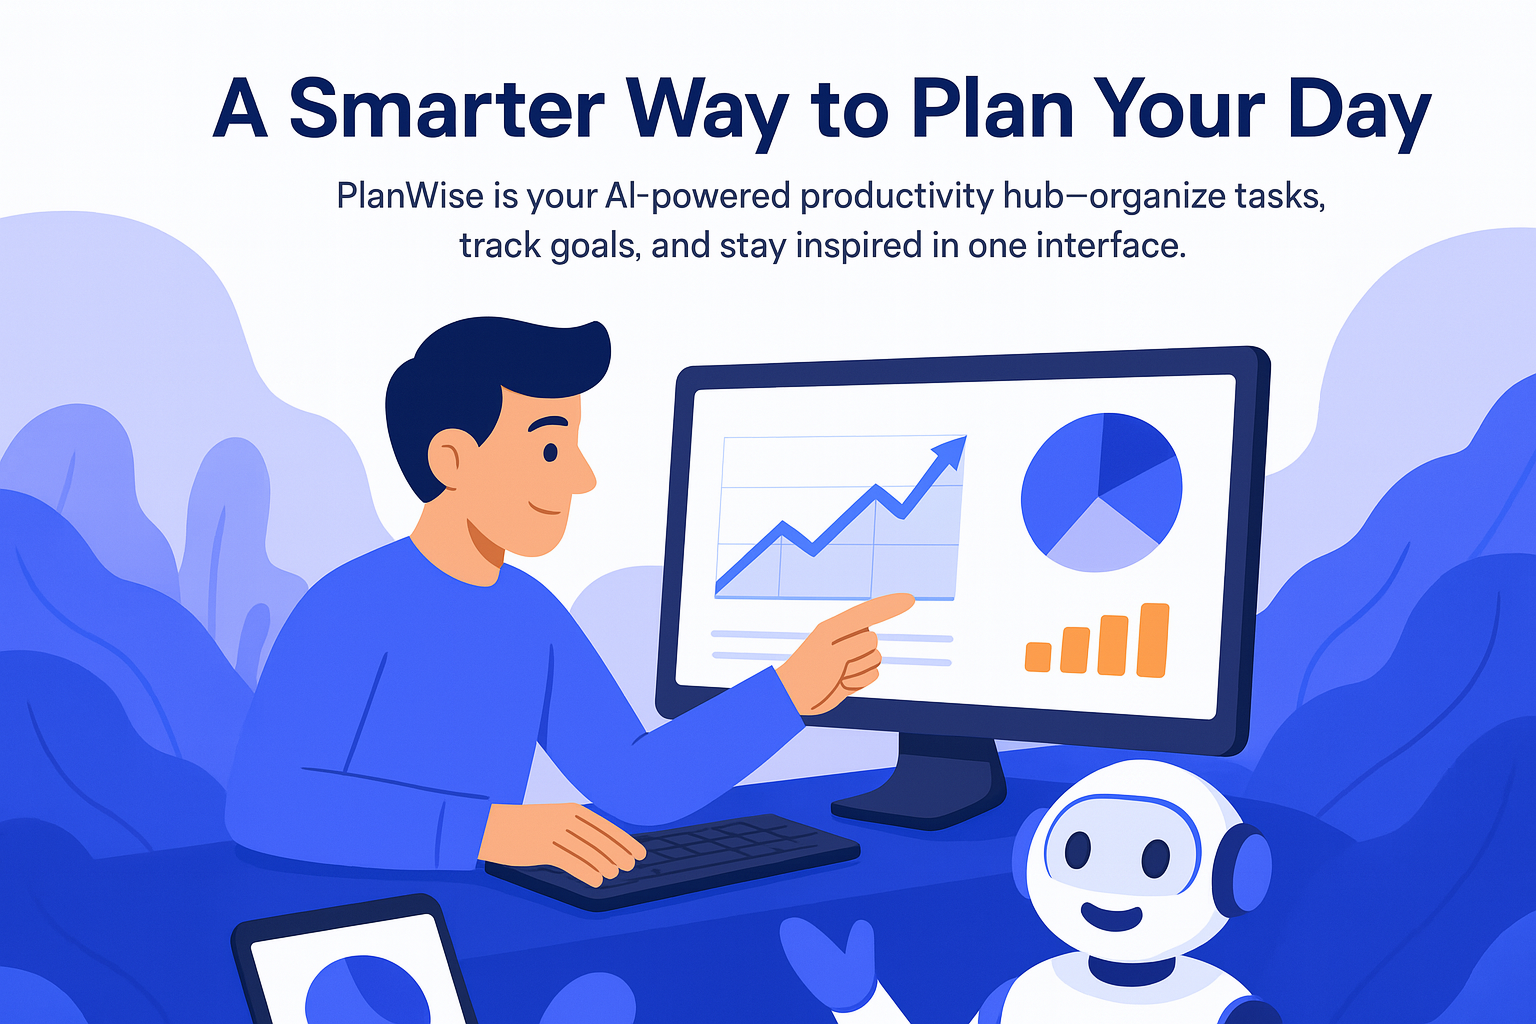 A Smarter Way to Plan Your Day
PlanWise is your AI-powered productivity hub—organize tasks,
track goals, and stay inspired in one interface.